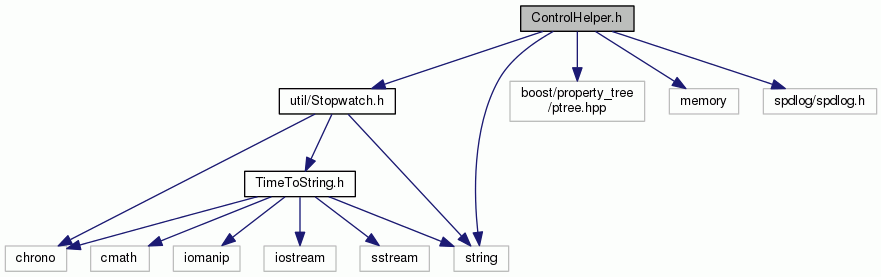 ControlHelper.h
util/Stopwatch.h
boost/property_tree
/ptree.hpp
memory
spdlog/spdlog.h
TimeToString.h
chrono
cmath
iomanip
iostream
sstream
string